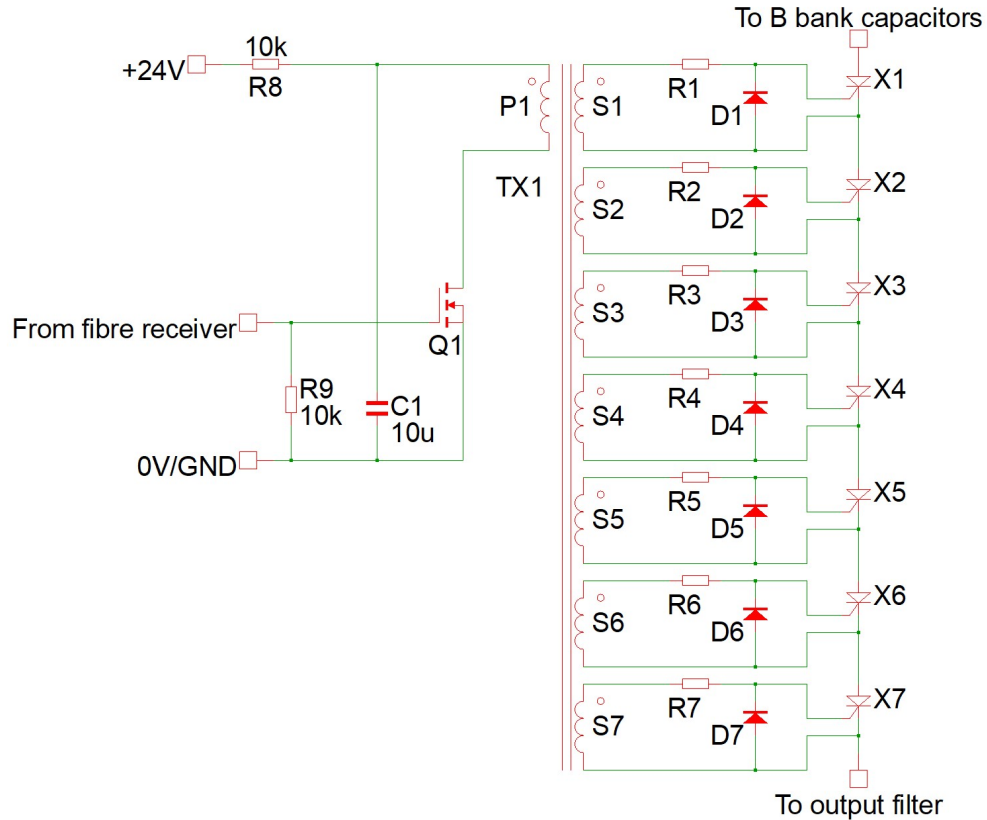 To B bank capacitors
10k
+24V
R8
P1
TX1
S1
R1
D1
X1
S2
R2
D2
X2
S3
R3
D3
X3
From fibre receiver
Q1
R9
10k
C1
10u
0V/GND
S4
R4
D4
X4
S5
R5
D5
X5
S6
R6
D6
X6
S7
R7
D7
X7
To output filter